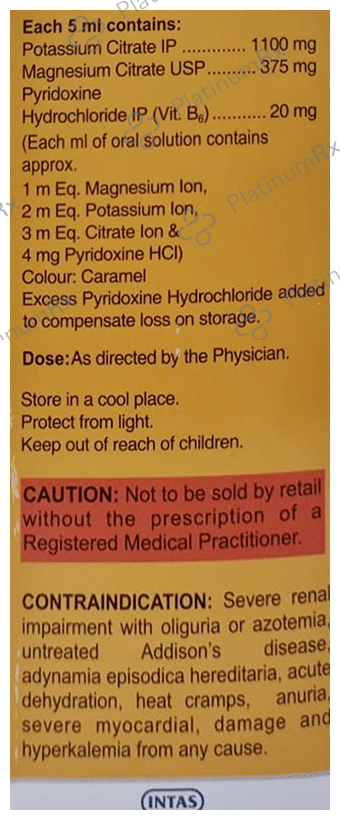 Each 5 ml contains:
Potassium Citrate IP ............. 1100 mg
Magnesium Citrate USP.......... 375 mg
Pyridoxine
Hydrochloride IP (Vit. B₆)........... 20 mg
(Each ml of oral solution contains
approx.
1 m Eq. Magnesium Ion,
2 m Eq. Potassium Ion,
3 m Eq. Citrate Ion &
4 mg Pyridoxine HCl)
Colour: Caramel
Excess Pyridoxine Hydrochloride added
to compensate loss on storage.
Dose:As directed by the Physician.
Store in a cool place.
Protect from light.
Keep out of reach of children.
CAUTION: Not to be sold by retail
without the prescription of a
Registered Medical Practitioner.
CONTRAINDICATION: Severe renal
impairment with oliguria or azotemia,
untreated Addison's disease,
adynamia episodica hereditaria, acute
dehydration, heat cramps, anuria,
severe myocardial, damage and
hyperkalemia from any cause.
INTAS
PlatinumRx
PlatinumRx